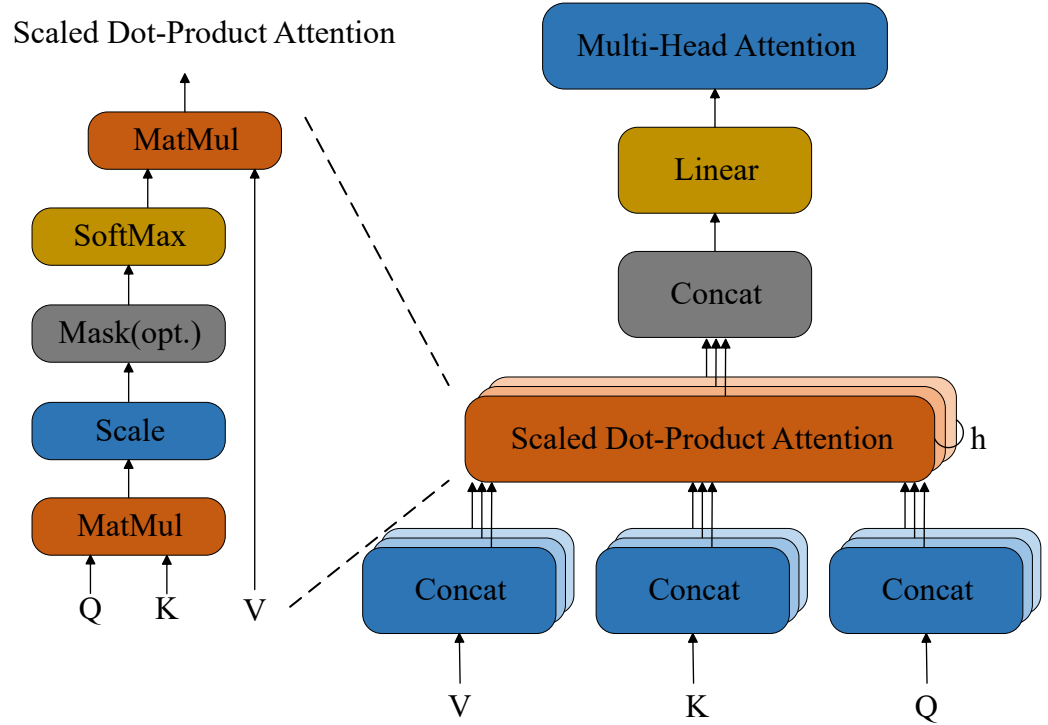 Scaled Dot-Product Attention
MatMul
SoftMax
Mask(opt.)
Scale
MatMul
Q
K
V
Multi-Head Attention
Linear
Concat
Scaled Dot-Product Attention
h
Concat
Concat
Concat
V
K
Q